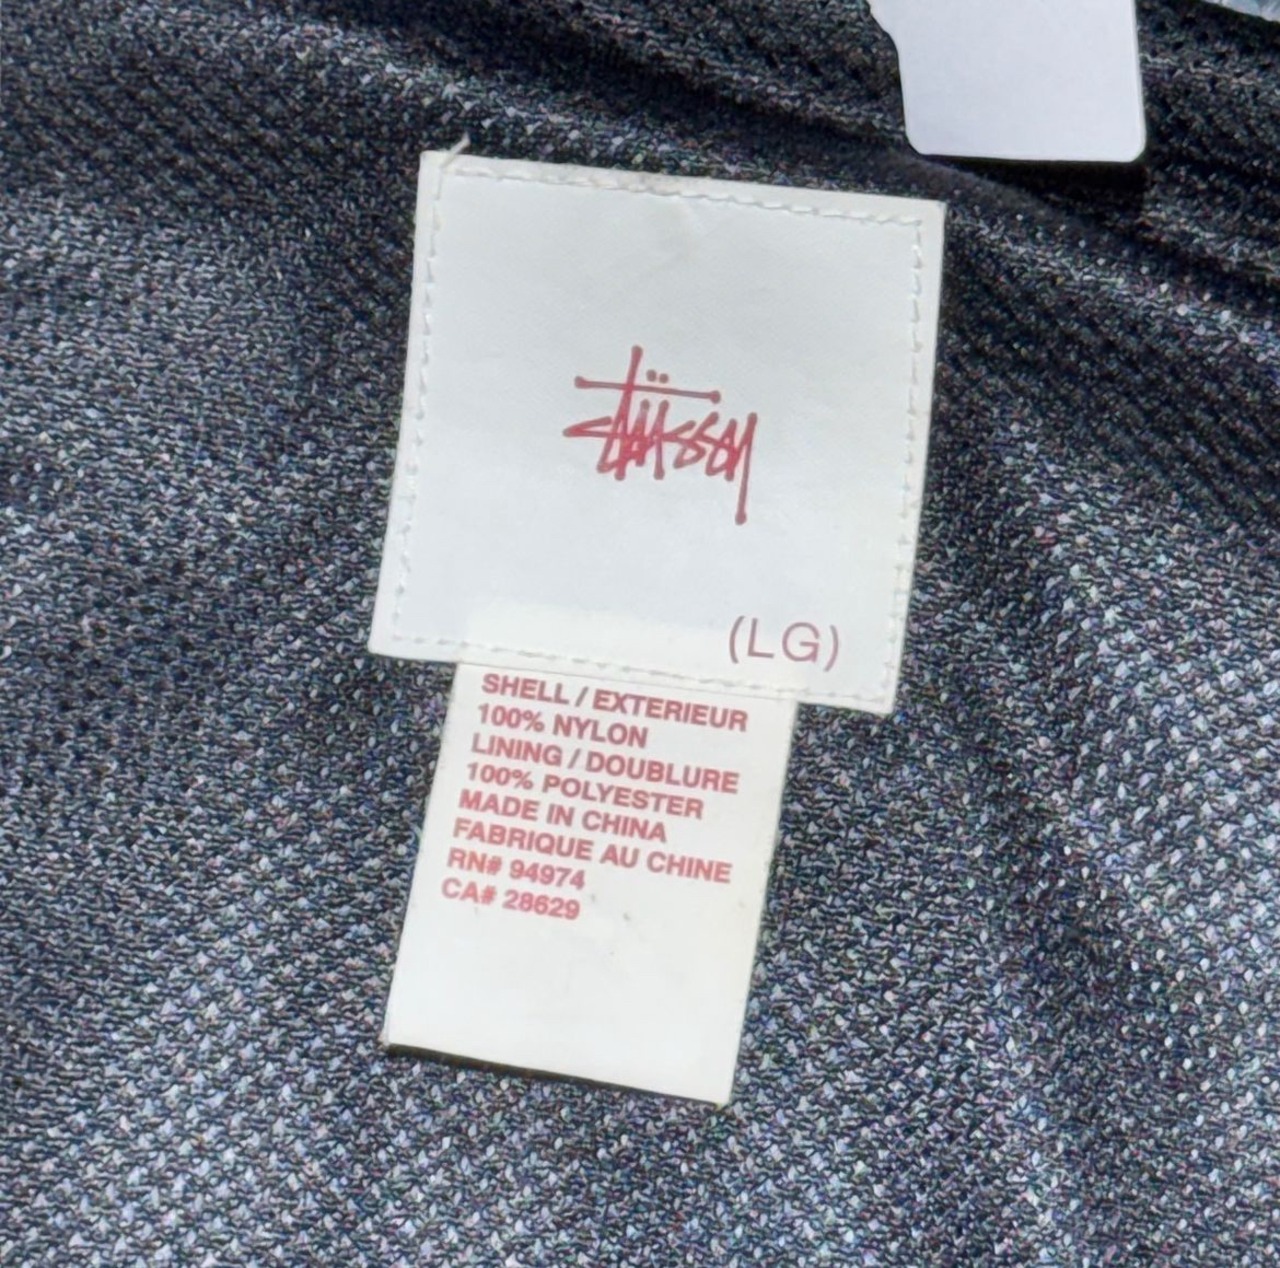 Stüssy
(LG)
SHELL / EXTERIEUR
100% NYLON
LINING / DOUBLURE
100% POLYESTER
MADE IN CHINA
FABRIQUE AU CHINE
RN# 94974
CA# 28629